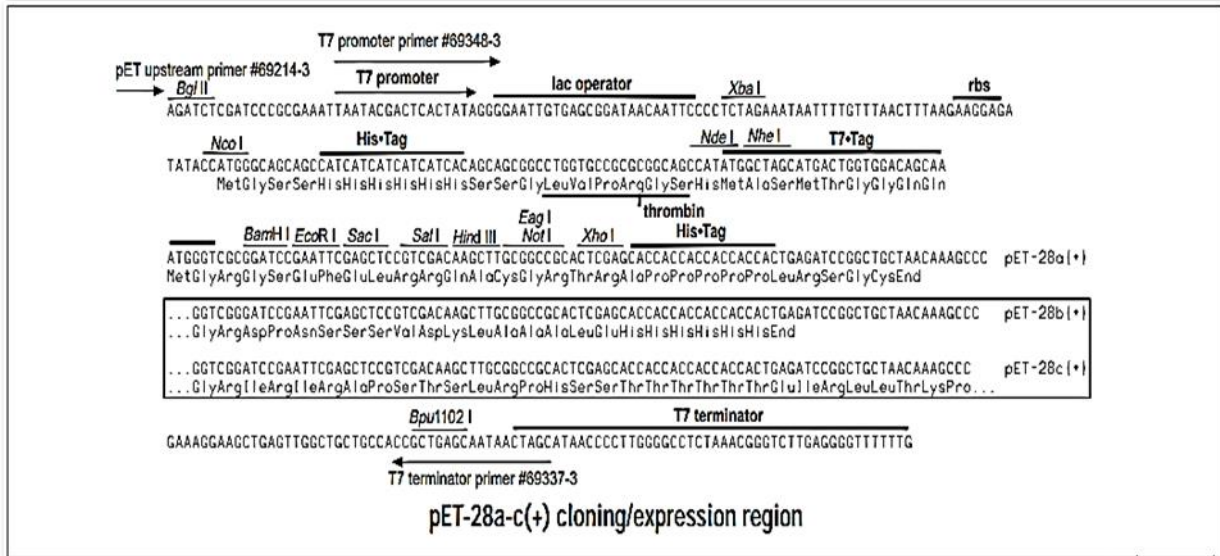 T7 promoter primer #69348-3
pET upstream primer #69214-3
Bgl II T7 promoter lac operator Xba I rbs
AGATCTCGATCCCGCGAAATTAATACGACTCACTATAGGGGAATTGTGAGCGGATAACAATTCCCCTCTAGAAATAATTTTGTTTAACTTTAAGAAGGAGA
Nco I His•Tag Nde I Nhe I T7•Tag
TATACCATGGGCAGCAGCCATCATCATCATCATCACAGCAGCGGCCTGGTGCCGCGCGGCAGCCATATGGCTAGCATGACTGGTGGACAGCAA
MetGlySerSerHisHisHisHisHisHisSerSerGlyLeuValProArgGlySerHisMetAlaSerMetThrGlyGlyGlnGln
thrombin
BamH I EcoR I Sac I Sal I Hind III Eag I Not I Xho I His•Tag
ATGGGTCGCGGATCCGAATTCGAGCTCCGTCGACAAGCTTGCGGCCGCACTCGAGCACCACCACCACCACCACTGAGATCCGGCTGCTAACAAAGCCC pET-28a(+)
MetGlyArgGlySerGluPheGluLeuArgArgGlnAlaCysGlyArgThrArgAlaProProProProProLeuArgSerGlyCysEnd
...GGTCGGGATCCGAATTCGAGCTCCGTCGACAAGCTTGCGGCCGCACTCGAGCACCACCACCACCACCACTGAGATCCGGCTGCTAACAAAGCCC pET-28b(+)
...GlyArgAspProAsnSerSerSerValAspLysLeuAlaAlaAlaLeuGluHisHisHisHisHisHisEnd
...GGTCGGATCCGAATTCGAGCTCCGTCGACAAGCTTGCGGCCGCACTCGAGCACCACCACCACCACCACTGAGATCCGGCTGCTAACAAAGCCC pET-28c(+)
...GlyArgIleArgIleArgAlaProSerThrSerLeuArgProHisSerSerThrThrThrThrThrThrGluIleArgLeuLeuThrLysPro...
Bpu1102 I T7 terminator
GAAAGGAAGCTGAGTTGGCTGCTGCCACCGCTGAGCAATAACTAGCATAACCCCTTGGGGCCTCTAAACGGGTCTTGAGGGGTTTTTTG
T7 terminator primer #69337-3
pET-28a-c(+) cloning/expression region